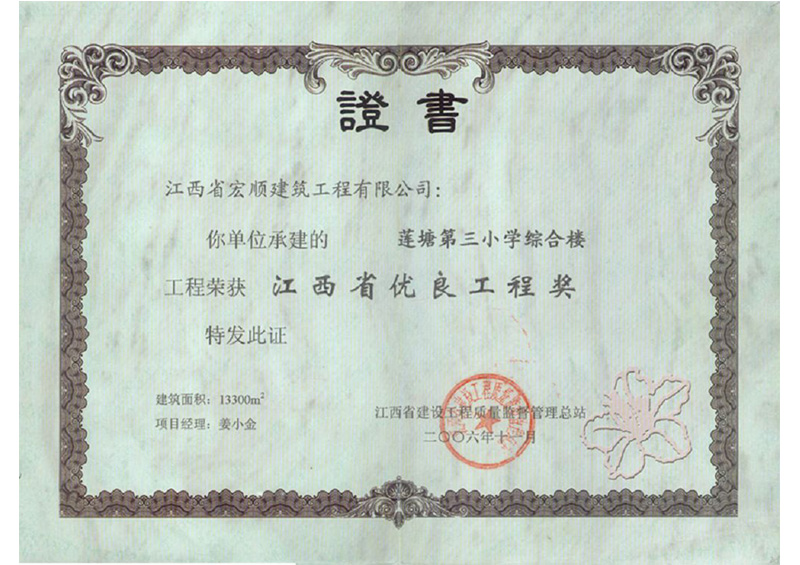 證書
江西省宏顺建筑工程有限公司：
你单位承建的 莲塘第三小学综合楼
工程荣获 江西省优良工程奖
特发此证
建筑面积：13300m²
项目经理：姜小金
江西省建设工程质量监督管理总站
二〇〇六年十一月